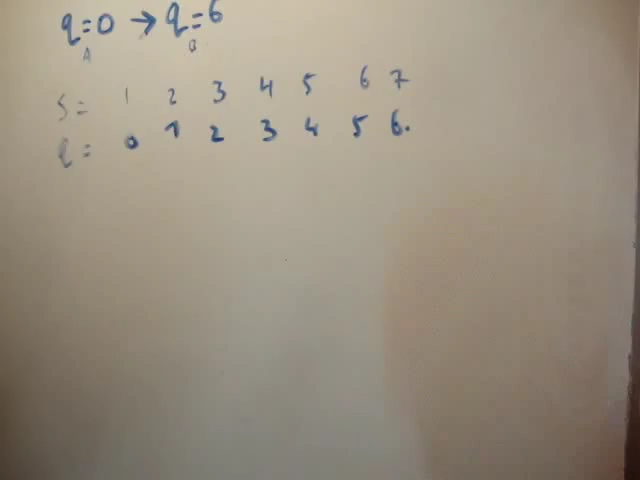 q=0 → q=6
A B
S= 1 2 3 4 5 6 7
q= 0 1 2 3 4 5 6.